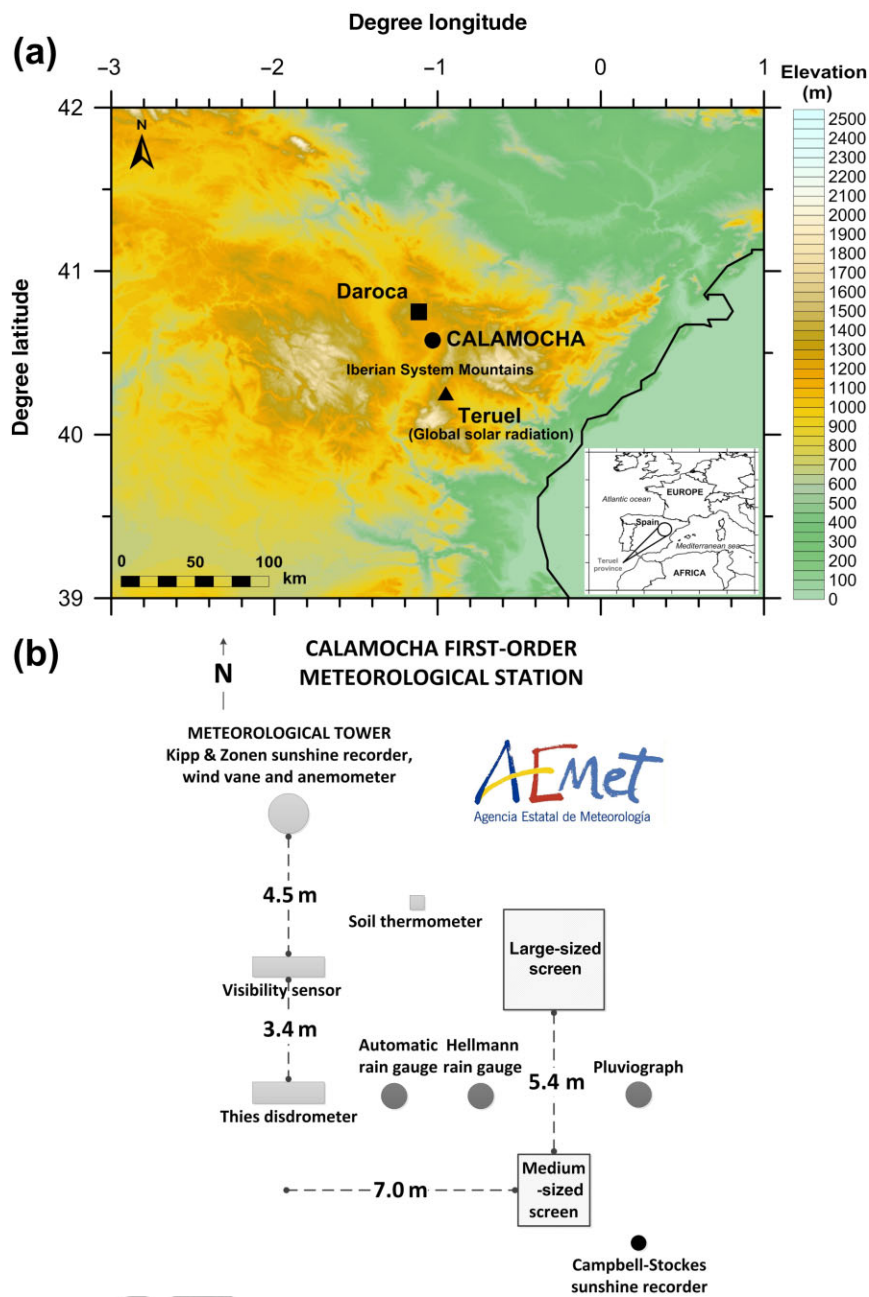 Degree longitude
(a)
−3 −2 −1 0 1
Elevation
(m)
42
41
40
39
Degree latitude
N
2500
2400
2300
2200
2100
2000
1900
1800
1700
1600
1500
1400
1300
1200
1100
1000
900
800
700
600
500
400
300
200
100
0
Daroca
CALAMOCHA
Iberian System Mountains
Teruel
(Global solar radiation)
0 50 100
km
EUROPE
Atlantic ocean
Spain
Mediterranean sea
Teruel
province
AFRICA
(b)
N
CALAMOCHA FIRST-ORDER
METEOROLOGICAL STATION
METEOROLOGICAL TOWER
Kipp & Zonen sunshine recorder,
wind vane and anemometer
AEMet
Agencia Estatal de Meteorología
4.5 m
Soil thermometer
Large-sized
screen
Visibility sensor
3.4 m
Automatic
rain gauge
Hellmann
rain gauge
5.4 m
Pluviograph
Thies disdrometer
7.0 m
Medium
-sized
screen
Campbell-Stockes
sunshine recorder